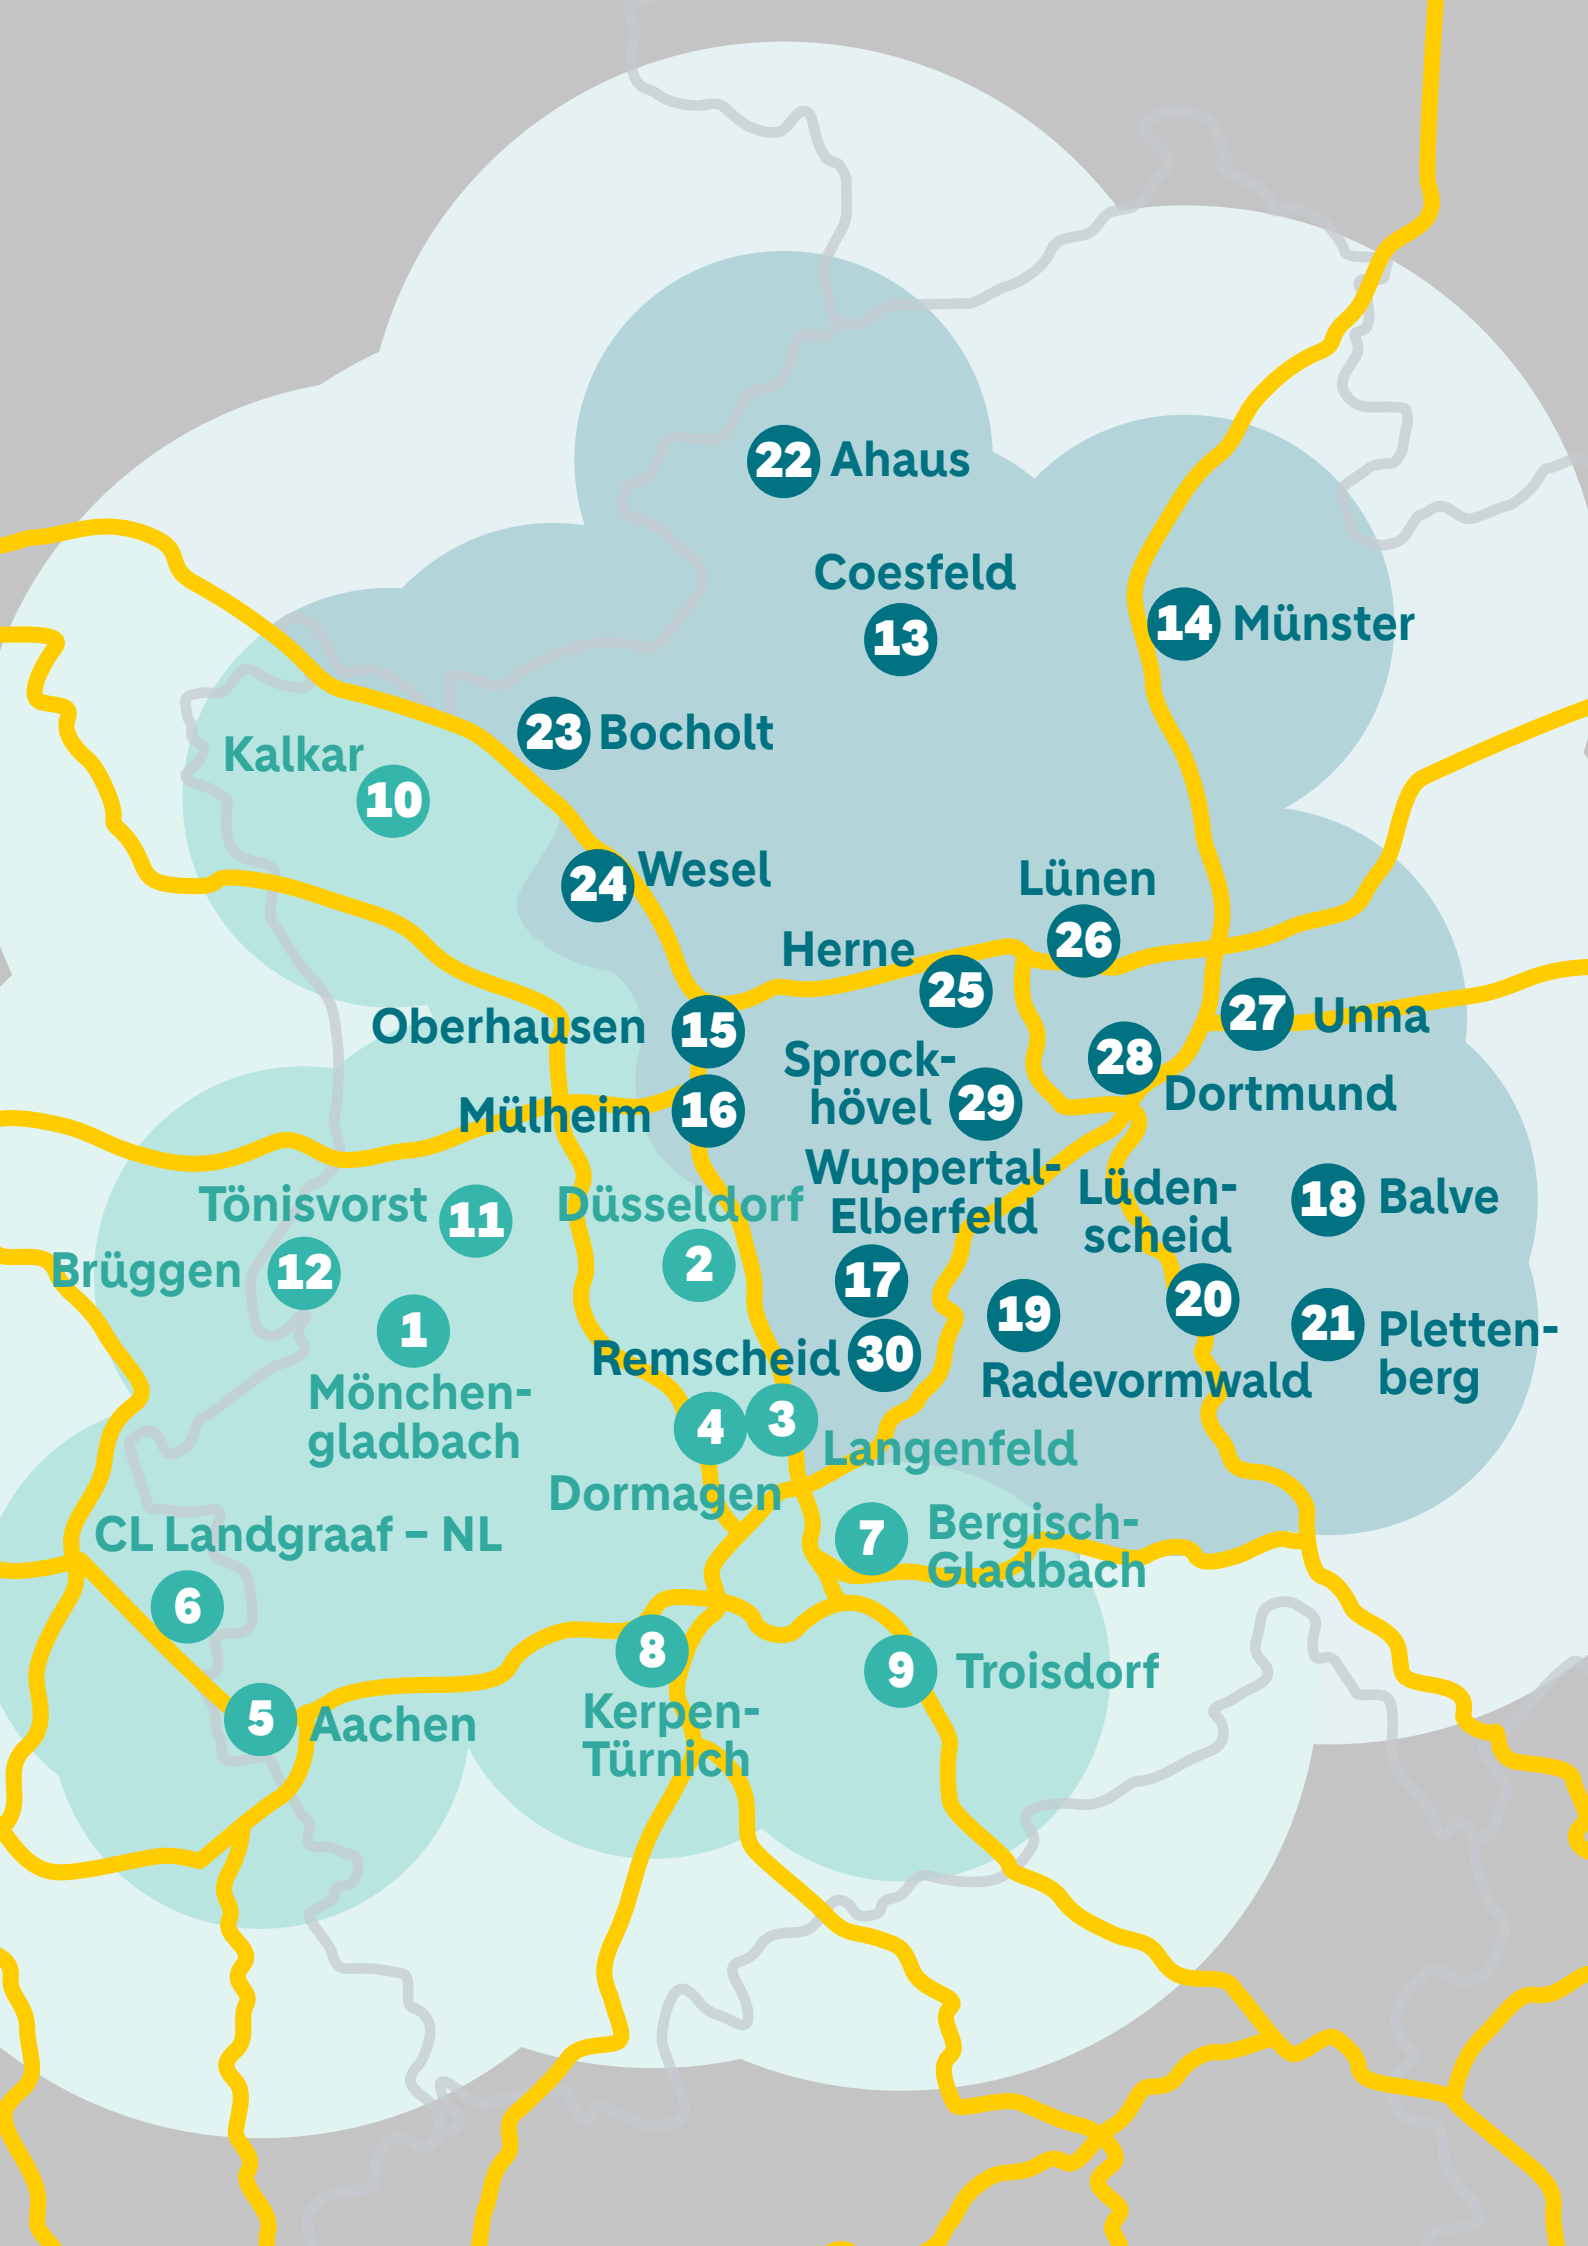 22 Ahaus
Coesfeld
13
14 Münster
23 Bocholt
Kalkar
10
24 Wesel
Lünen
26
Herne
25
Oberhausen 15
27 Unna
28
Dortmund
Sprock-
hövel 29
Mülheim 16
Wuppertal-
Elberfeld
17
Lüden-
scheid
20
18 Balve
Tönisvorst 11
Düsseldorf
2
Brüggen 12
1
Mönchen-
gladbach
19
Radevormwald
21 Pletten-
berg
Remscheid 30
4
Dormagen
3
Langenfeld
CL Landgraaf – NL
6
7 Bergisch-
Gladbach
8
Kerpen-
Türnich
9 Troisdorf
5 Aachen